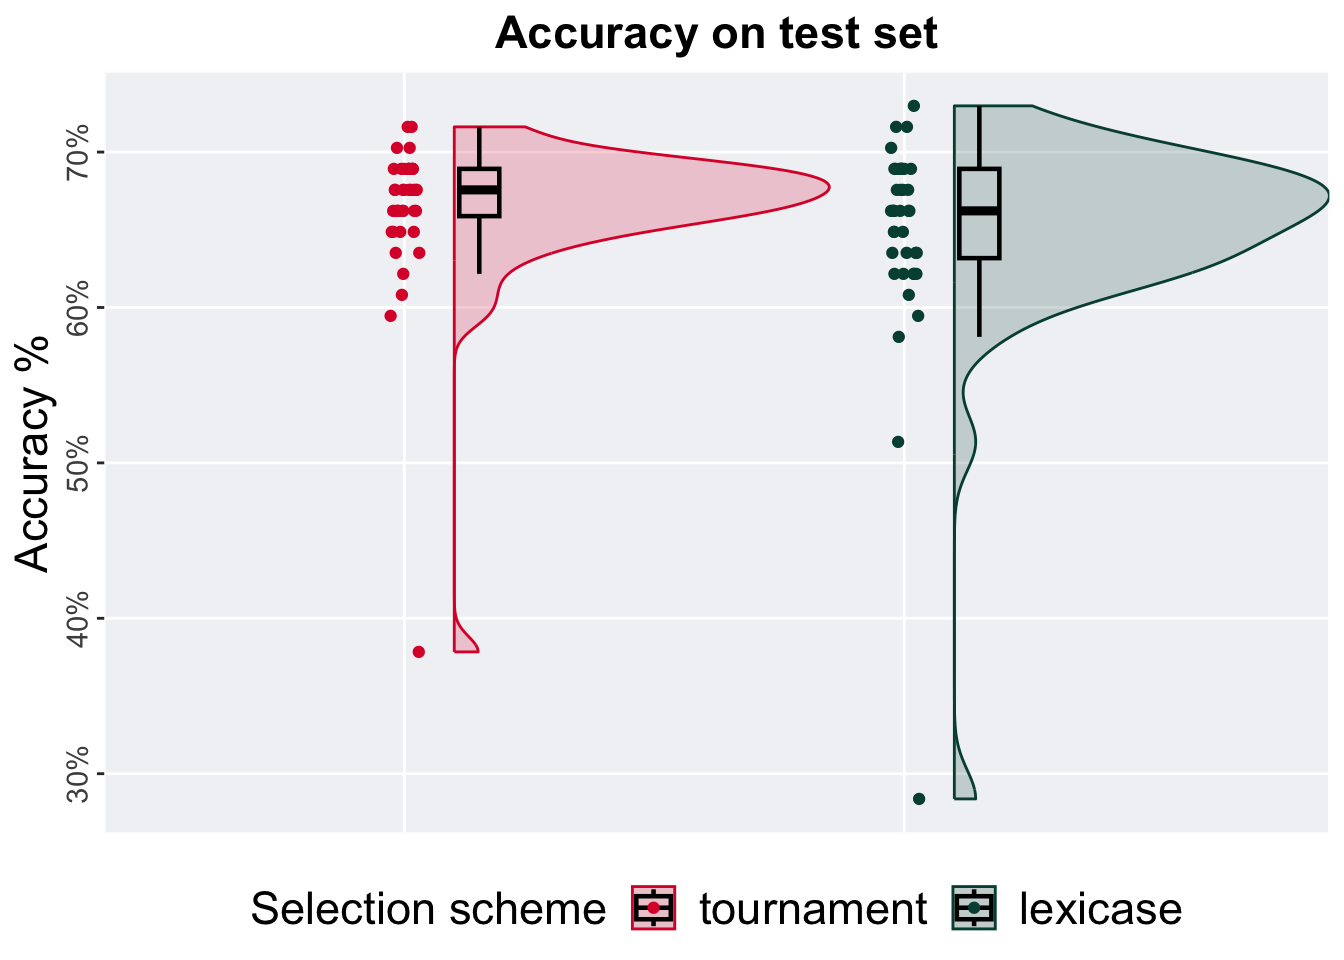 Accuracy on test set
Accuracy %
70%
60%
50%
40%
30%
Selection scheme tournament lexicase